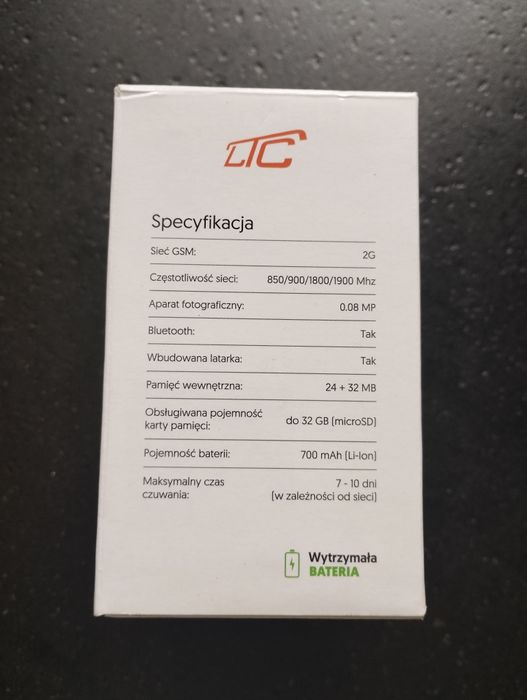 LTC
Specyfikacja
Sieć GSM: 2G
Częstotliwość sieci: 850/900/1800/1900 Mhz
Aparat fotograficzny: 0.08 MP
Bluetooth: Tak
Wbudowana latarka: Tak
Pamięć wewnętrzna: 24 + 32 MB
Obsługiwana pojemność
karty pamięci: do 32 GB (microSD)
Pojemność baterii: 700 mAh (Li-Ion)
Maksymalny czas 7 - 10 dni
czuwania: (w zależności od sieci)
Wytrzymała
BATERIA